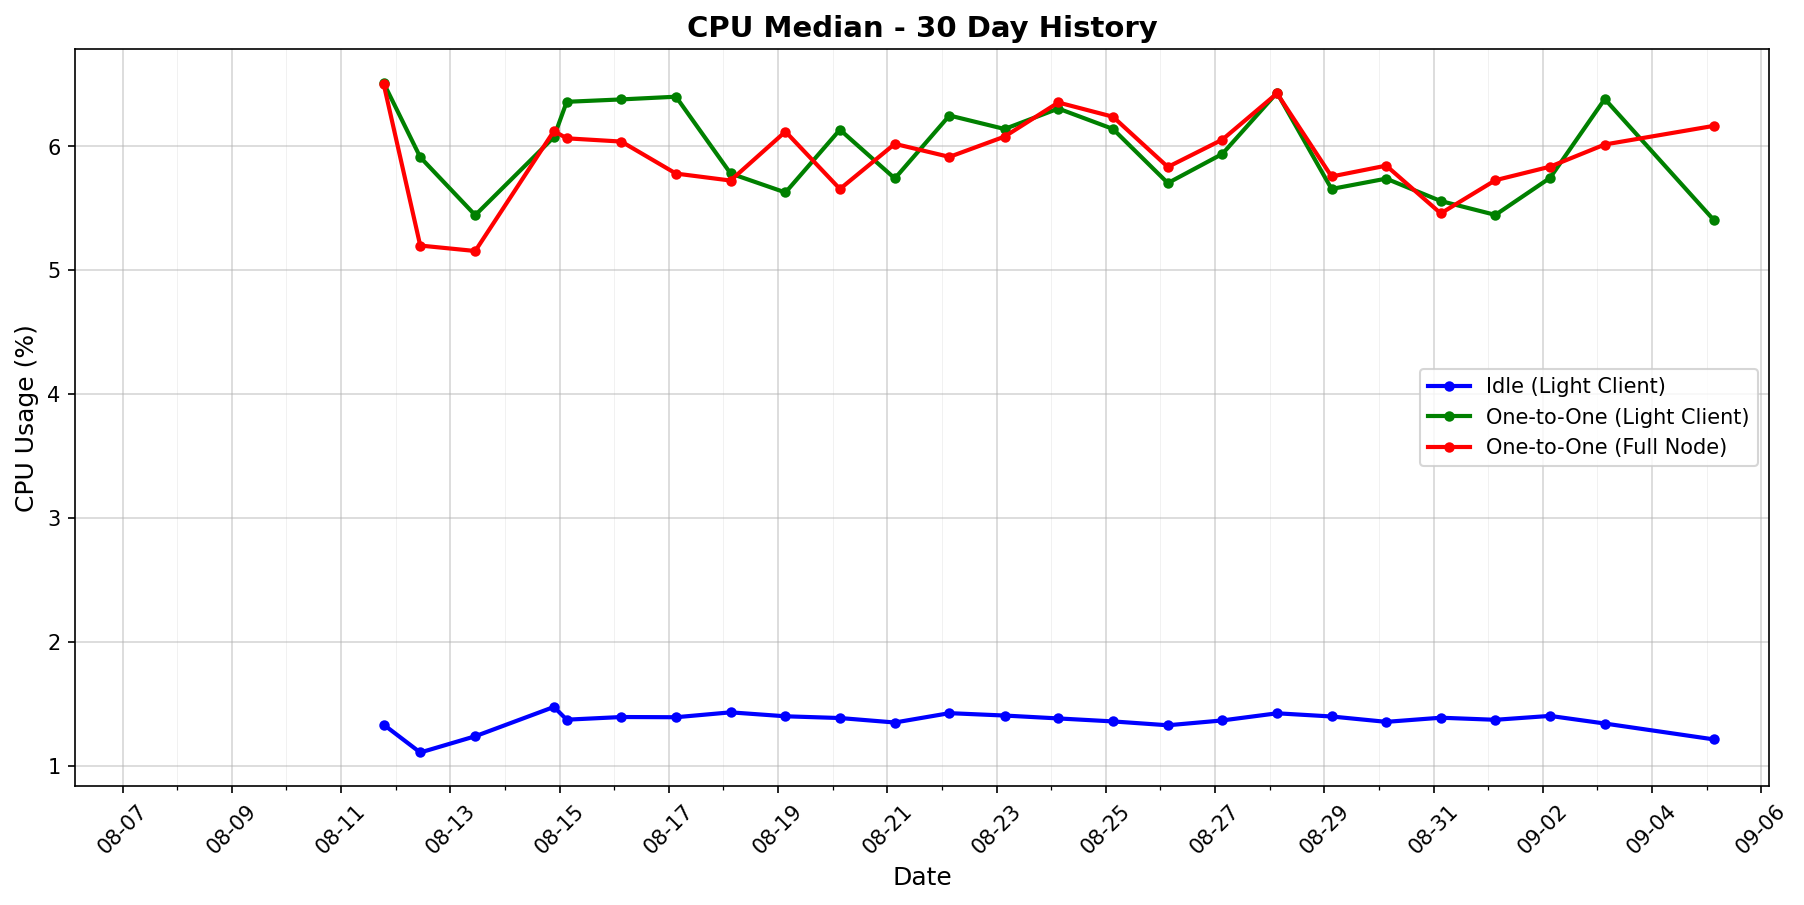 CPU Median - 30 Day History
CPU Usage (%)
6
5
4
3
2
1
Idle (Light Client)
One-to-One (Light Client)
One-to-One (Full Node)
08-07 08-09 08-11 08-13 08-15 08-17 08-19 08-21 08-23 08-25 08-27 08-29 08-31 09-02 09-04 09-06
Date